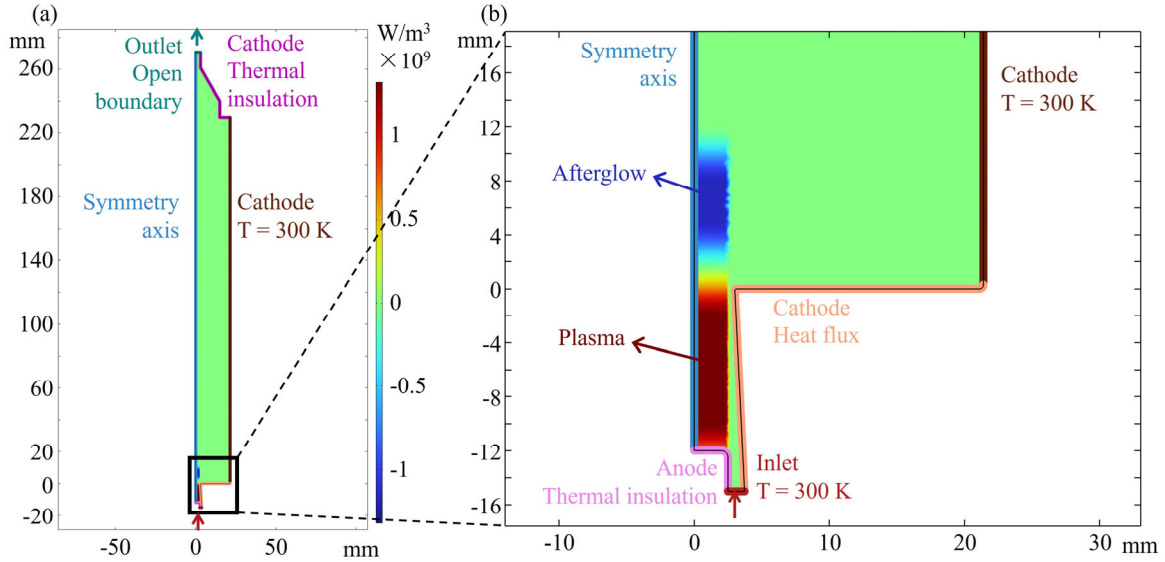 (a)
mm
260
220
180
140
100
60
20
0
-20
-50
0
50
mm
Outlet
Open
boundary
Cathode
Thermal
insulation
Symmetry
axis
Cathode
T = 300 K
W/m³
× 10⁹
1
0.5
0
-0.5
-1
(b)
mm
16
12
8
4
0
-4
-8
-12
-16
-10
0
10
20
30
mm
Symmetry
axis
Cathode
T = 300 K
Afterglow
Plasma
Cathode
Heat flux
Anode
Thermal insulation
Inlet
T = 300 K